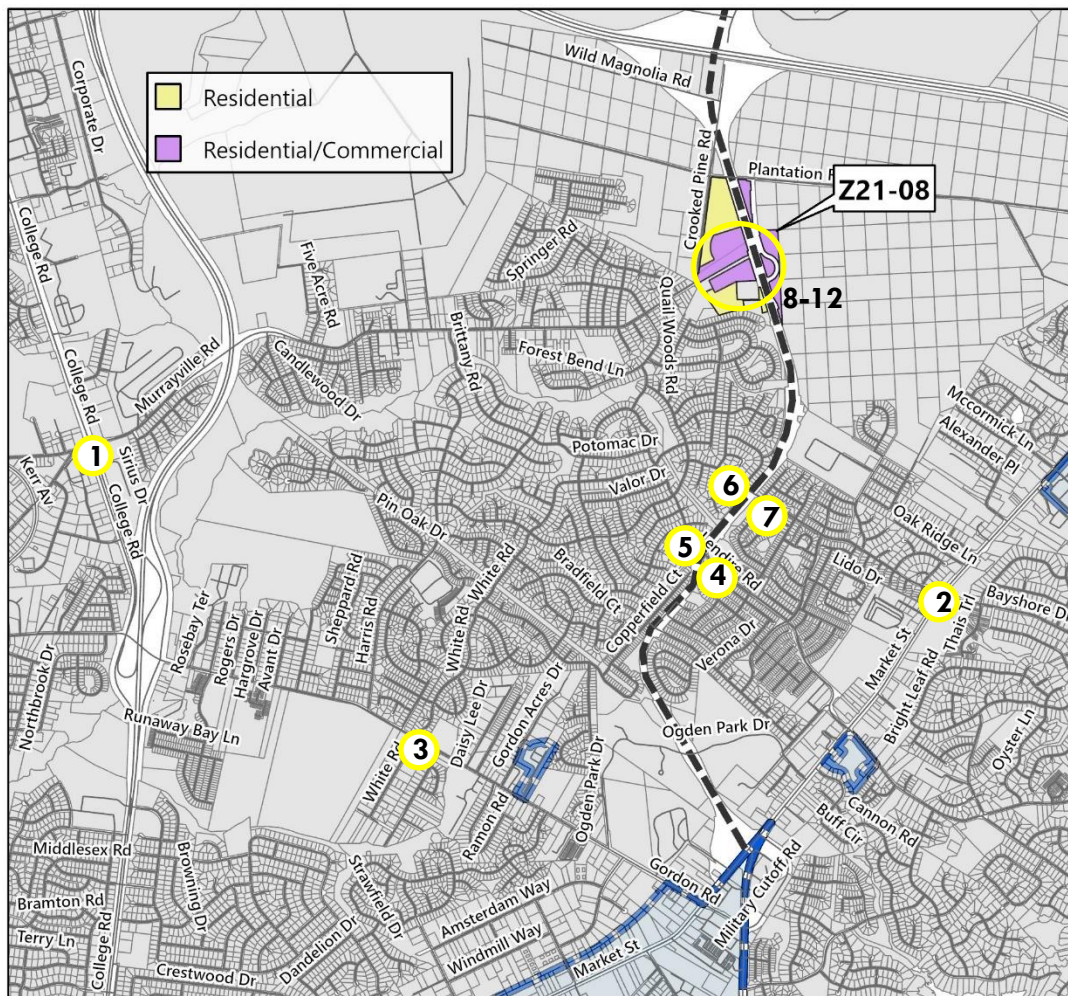 Wild Magnolia Rd
Corporate Dr
Residential
Residential/Commercial
Crooked Pine Rd
Plantation
Z21-08
College Rd
Springer Rd
Five Acre Rd
Quail Woods Rd
8-12
Brittany Rd
Forest Bend Ln
Candlewood Dr
Murrayville Rd
College Rd
Mccormick Ln
Alexander Pl
Potomac Dr
1
Sirius Dr
Kerr Av
College Rd
Valor Dr
6
7
Pin Oak Dr
Oak Ridge Ln
5
4
Lido Dr
Bradfield Ct
White Rd
Copperfield Ct
2
Bayshore Dr
Thais Trl
Sheppard Rd
Harris Rd
Rosebay Ter
Rogers Dr
Hargrove Dr
Avant Dr
White Rd
Verona Dr
Market St
Bright Leaf Rd
Northbrook Dr
Runaway Bay Ln
Daisy Lee Dr
Gordon Acres Dr
Ogden Park Dr
Oyster Ln
3
White Rd
Ogden Park Dr
Ramon Rd
Cannon Rd
Buff Cir
Middlesex Rd
Browning Dr
Strawfield Dr
Gordon Rd
Military Cutoff Rd
Bramton Rd
Amsterdam Way
Terry Ln
College Rd
Dandelion Dr
Windmill Way
Market St
Crestwood Dr